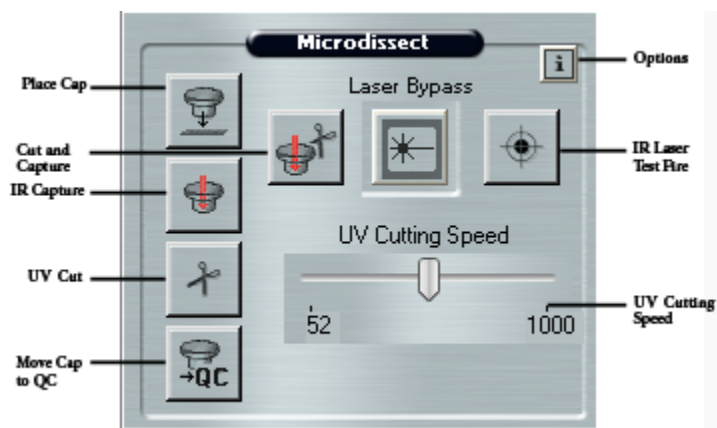 Microdissect
i
Options
Place Cap
Laser Bypass
Cut and
Capture
IR Laser
Test Fire
IR Capture
UV Cutting Speed
UV Cut
52
1000
UV Cutting
Speed
Move Cap
to QC
→QC